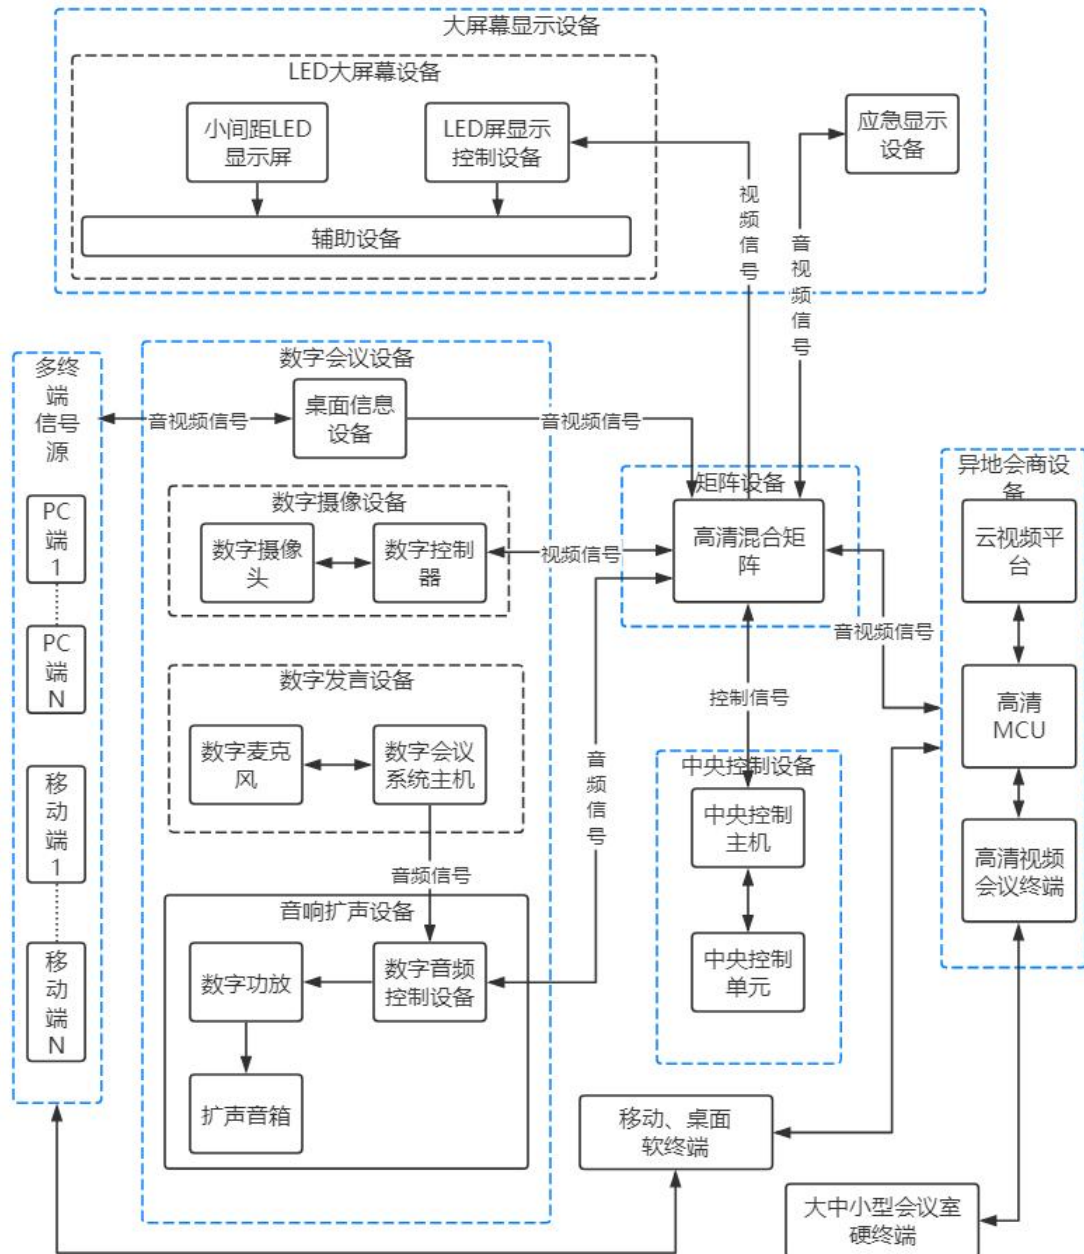 大屏幕显示设备
LED大屏幕设备
小间距LED
显示屏
LED屏显示
控制设备
应急显示
设备
辅助设备
视
频
信
号
音
视
频
信
号
多终
端
信号
源
数字会议设备
音视频信号
桌面信息
设备
音视频信号
PC
端
1
PC
端
N
移
动
端
1
移
动
端
N
数字摄像设备
数字摄像
头
数字控制
器
视频信号
矩阵设备
高清混合矩
阵
异地会商设
备
云视频平
台
音视频信号
高清
MCU
高清视频
会议终端
数字发言设备
数字麦克
风
数字会议
系统主机
音
频
信
号
控制信号
中央控制设备
中央控制
主机
中央控制
单元
音频信号
音响扩声设备
数字功放
数字音频
控制设备
扩声音箱
移动、桌面
软终端
大中小型会议室
硬终端